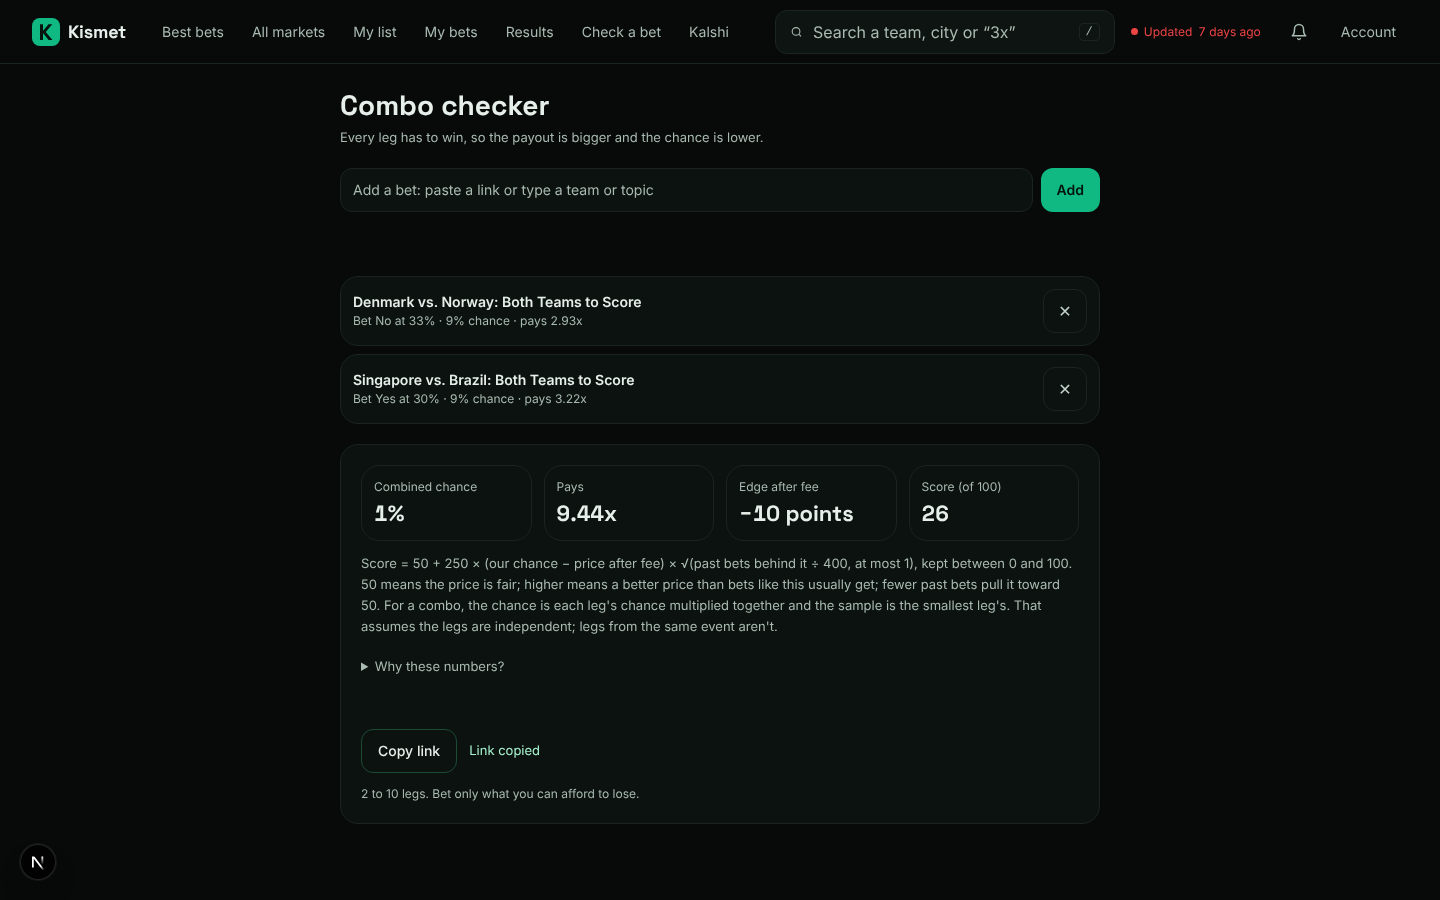 K Kismet Best bets All markets My list My bets Results Check a bet Kalshi Search a team, city or “3x” / Updated 7 days ago Account
Combo checker
Every leg has to win, so the payout is bigger and the chance is lower.
Add a bet: paste a link or type a team or topic Add
Denmark vs. Norway: Both Teams to Score
Bet No at 33% · 9% chance · pays 2.93x
×
Singapore vs. Brazil: Both Teams to Score
Bet Yes at 30% · 9% chance · pays 3.22x
×
Combined chance Pays Edge after fee Score (of 100)
1% 9.44x −10 points 26
Score = 50 + 250 × (our chance − price after fee) × √(past bets behind it ÷ 400, at most 1), kept between 0 and 100.
50 means the price is fair; higher means a better price than bets like this usually get; fewer past bets pull it toward
50. For a combo, the chance is each leg's chance multiplied together and the sample is the smallest leg's. That
assumes the legs are independent; legs from the same event aren't.
▶ Why these numbers?
Copy link Link copied
2 to 10 legs. Bet only what you can afford to lose.
N